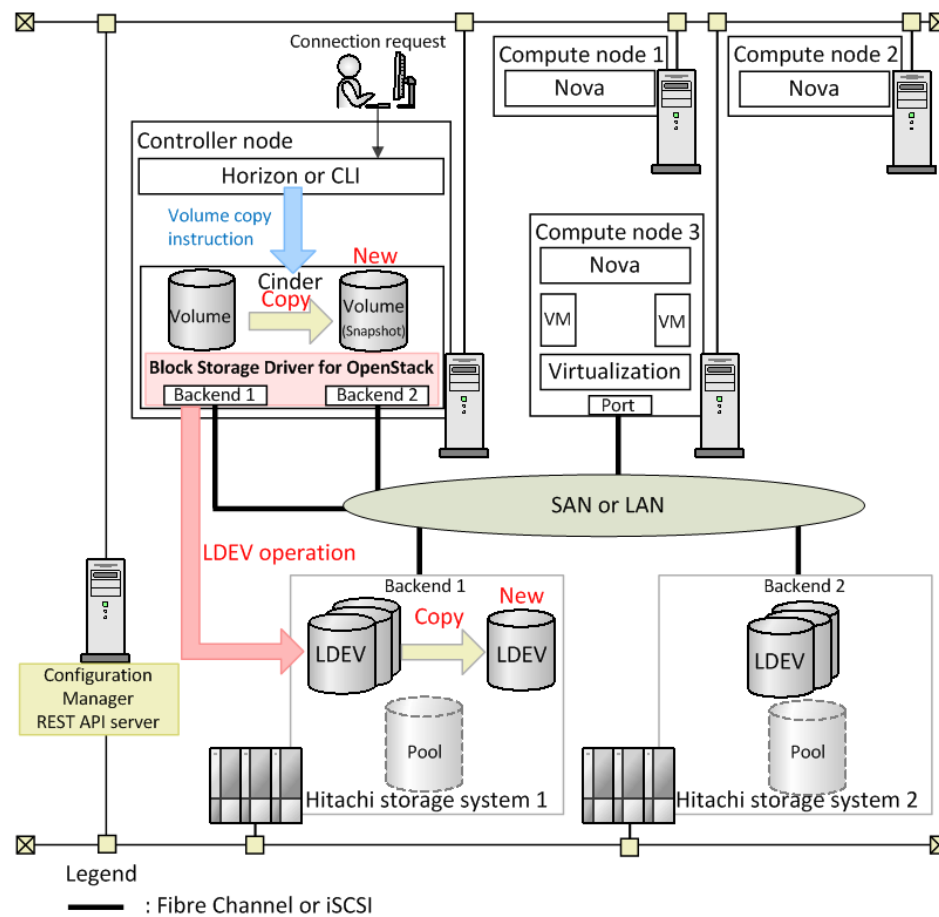 Connection request
Compute node 1
Nova
Compute node 2
Nova
Controller node
Horizon or CLI
Volume copy
instruction
New
Cinder
Copy
Volume
Volume
(Snapshot)
Block Storage Driver for OpenStack
Backend 1
Backend 2
Compute node 3
Nova
VM
VM
Virtualization
Port
SAN or LAN
LDEV operation
Backend 1
New
Copy
LDEV
LDEV
Pool
Hitachi storage system 1
Backend 2
LDEV
Pool
Hitachi storage system 2
Configuration
Manager
REST API server
Legend
: Fibre Channel or iSCSI